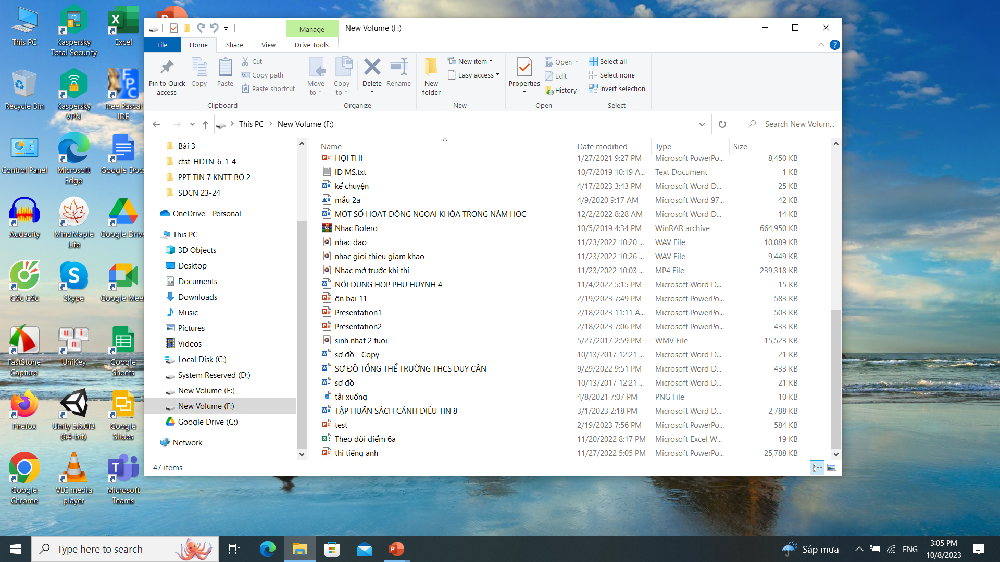 This PC
Kaspersky
Total Security
Excel
Recycle Bin
Kaspersky
VPN
Free Pascal
IDE
Control Panel
Microsoft
Edge
Google Docs
Audacity
MindMaple
Lite
Google Drive
Cốc Cốc
Skype
Google Meet
FastStone
Capture
UniKey
Google
Sheets
Firefox
Unity 5.6.0f3
(64-bit)
Google
Slides
Google
Chrome
VLC media
player
Microsoft
Teams
Manage
New Volume (F:)
File
Home
Share
View
Drive Tools
Pin to Quick
access
Copy
Paste
Cut
Copy path
Paste shortcut
Clipboard
Move
to
Copy
to
Delete
Rename
Organize
New
folder
New item
Easy access
New
Properties
Open
Edit
History
Open
Select all
Select none
Invert selection
Select
This PC > New Volume (F:)
Search New Volum...
Bài 3
ctst_HDTN_6_1_4
PPT TIN 7 KNTT BỘ 2
SĐCN 23-24
OneDrive - Personal
This PC
3D Objects
Desktop
Documents
Downloads
Music
Pictures
Videos
Local Disk (C:)
System Reserved (D:)
New Volume (E:)
New Volume (F:)
Google Drive (G:)
Network
Name Date modified Type Size
HỌI THI 1/27/2021 9:27 PM Microsoft PowerPo... 8,450 KB
ID MS.txt 10/7/2019 10:19 A... Text Document 1 KB
kể chuyện 4/17/2023 3:43 PM Microsoft Word D... 25 KB
mẫu 2a 4/9/2020 9:17 AM Microsoft Word 97... 42 KB
MỘT SỐ HOẠT ĐỘNG NGOẠI KHÓA TRONG NĂM HỌC 12/2/2022 8:28 AM Microsoft Word D... 14 KB
Nhac Bolero 10/5/2019 4:34 PM WinRAR archive 664,950 KB
nhac dạo 11/23/2022 10:20 ... WAV File 10,089 KB
nhạc gioi thieu giam khao 11/23/2022 10:26 ... WAV File 9,449 KB
Nhạc mở trước khi thi 11/23/2022 10:03 ... MP4 File 239,318 KB
NỘI DUNG HỌP PHỤ HUYNH 4 11/4/2022 5:15 PM Microsoft Word D... 15 KB
ôn bài 11 2/19/2023 7:49 PM Microsoft PowerPo... 583 KB
Presentation1 2/18/2023 11:11 A... Microsoft PowerPo... 503 KB
Presentation2 2/18/2023 7:06 PM Microsoft PowerPo... 433 KB
sinh nhat 2 tuoi 5/27/2017 2:59 PM WMV File 15,523 KB
sơ đồ - Copy 10/13/2017 12:21 ... Microsoft Word D... 21 KB
SƠ ĐỒ TỔNG THỂ TRƯỜNG THCS DUY CẦN 9/29/2022 9:51 PM Microsoft Word D... 433 KB
sơ đồ 10/13/2017 12:21 ... Microsoft Word D... 21 KB
tải xuống 4/8/2021 7:07 PM PNG File 10 KB
TẬP HUẤN SÁCH CÁNH DIỀU TIN 8 3/1/2023 2:18 PM Microsoft Word D... 2,788 KB
test 2/19/2023 7:56 PM Microsoft PowerPo... 584 KB
Theo dõi điểm 6a 11/20/2022 8:17 PM Microsoft Excel W... 19 KB
thi tiếng anh 11/27/2022 5:05 PM Microsoft PowerPo... 25,788 KB
47 items
Type here to search
Sắp mưa
ENG
3:05 PM
10/8/2023